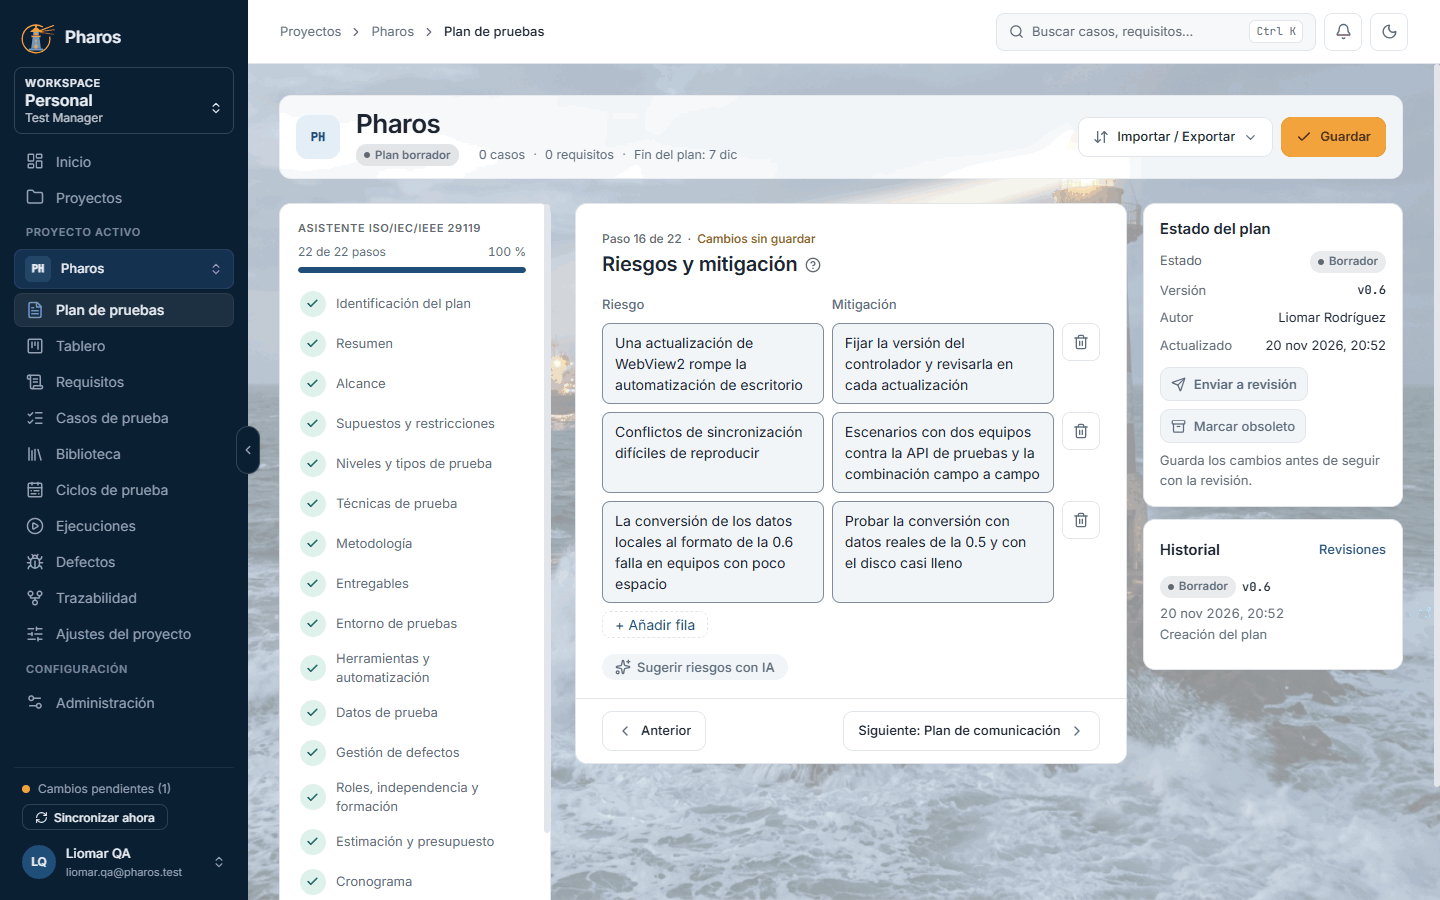 Pharos
WORKSPACE
Personal
Test Manager
Inicio
Proyectos
PROYECTO ACTIVO
PH Pharos
Plan de pruebas
Tablero
Requisitos
Casos de prueba
Biblioteca
Ciclos de prueba
Ejecuciones
Defectos
Trazabilidad
Ajustes del proyecto
CONFIGURACIÓN
Administración
Cambios pendientes (1)
Sincronizar ahora
LQ
Liomar QA
liomar.qa@pharos.test
Proyectos > Pharos > Plan de pruebas
Buscar casos, requisitos... Ctrl K
PH
Pharos
Plan borrador 0 casos · 0 requisitos · Fin del plan: 7 dic
Importar / Exportar
Guardar
ASISTENTE ISO/IEC/IEEE 29119
22 de 22 pasos 100 %
Identificación del plan
Resumen
Alcance
Supuestos y restricciones
Niveles y tipos de prueba
Técnicas de prueba
Metodología
Entregables
Entorno de pruebas
Herramientas y
automatización
Datos de prueba
Gestión de defectos
Roles, independencia y
formación
Estimación y presupuesto
Cronograma
Paso 16 de 22 · Cambios sin guardar
Riesgos y mitigación
Riesgo Mitigación
Una actualización de
WebView2 rompe la
automatización de escritorio
Fijar la versión del
controlador y revisarla en
cada actualización
Conflictos de sincronización
difíciles de reproducir
Escenarios con dos equipos
contra la API de pruebas y la
combinación campo a campo
La conversión de los datos
locales al formato de la 0.6
falla en equipos con poco
espacio
Probar la conversión con
datos reales de la 0.5 y con
el disco casi lleno
+ Añadir fila
Sugerir riesgos con IA
Anterior
Siguiente: Plan de comunicación
Estado del plan
Estado Borrador
Versión v0.6
Autor Liomar Rodríguez
Actualizado 20 nov 2026, 20:52
Enviar a revisión
Marcar obsoleto
Guarda los cambios antes de seguir
con la revisión.
Historial Revisiones
Borrador v0.6
20 nov 2026, 20:52
Creación del plan